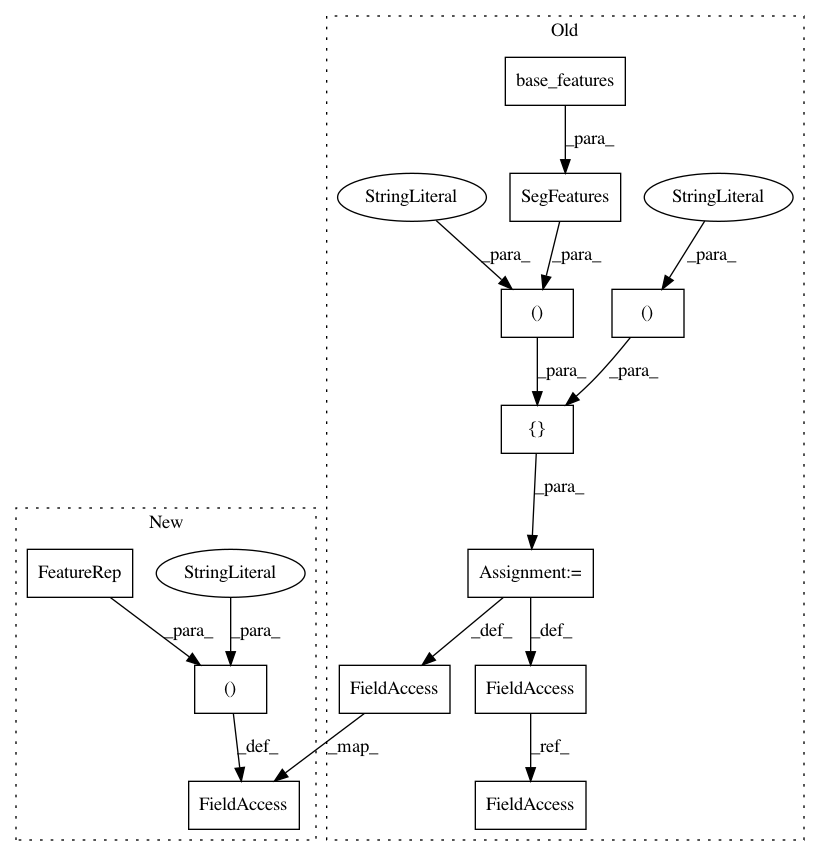 Old
base_features
_para_
StringLiteral
SegFeatures
StringLiteral
_para_
_para_
_para_
()
()
_para_
_para_
{}
_para_
New
FeatureRep
StringLiteral
Assignment:=
_para_
_para_
_def_
_def_
()
FieldAccess
FieldAccess
_def_
_map_
_ref_
FieldAccess
FieldAccess